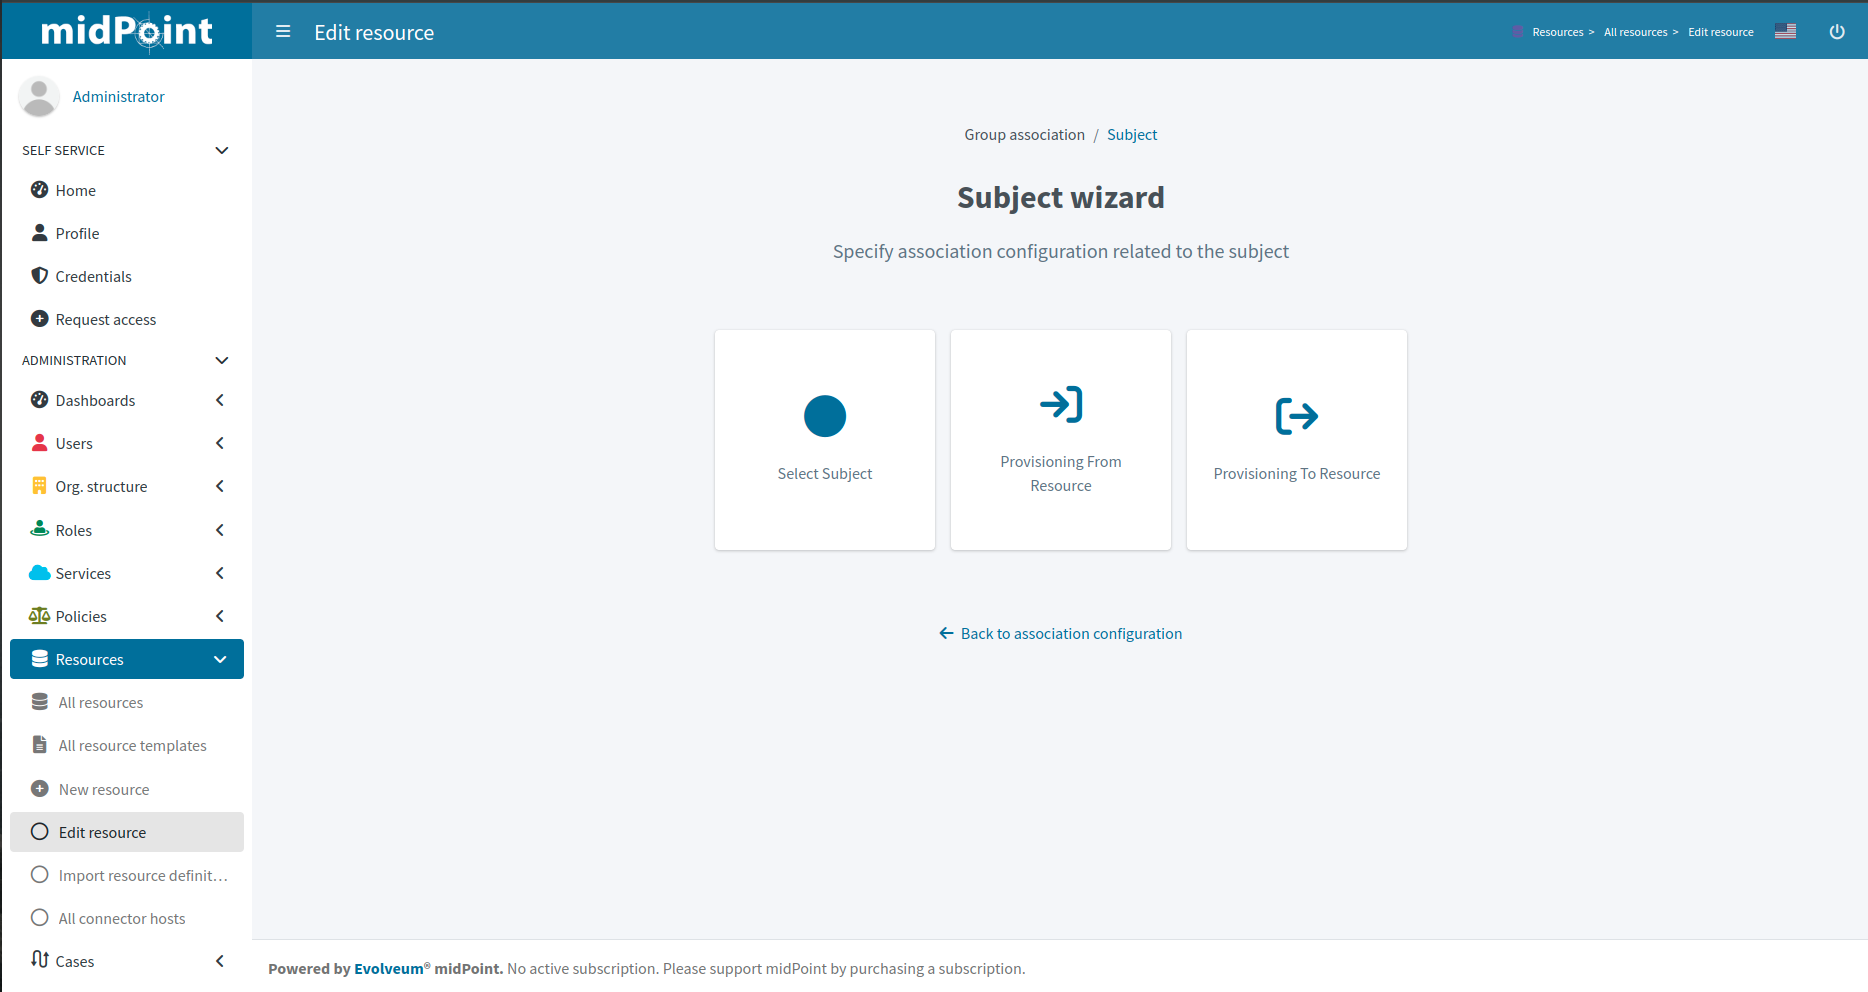 midPoint
Edit resource
Resources > All resources > Edit resource
Administrator
SELF SERVICE
Home
Profile
Credentials
Request access
ADMINISTRATION
Dashboards
Users
Org. structure
Roles
Services
Policies
Resources
All resources
All resource templates
New resource
Edit resource
Import resource definit...
All connector hosts
Cases
Group association / Subject
Subject wizard
Specify association configuration related to the subject
Select Subject
Provisioning From
Resource
Provisioning To Resource
Back to association configuration
Powered by Evolveum® midPoint. No active subscription. Please support midPoint by purchasing a subscription.